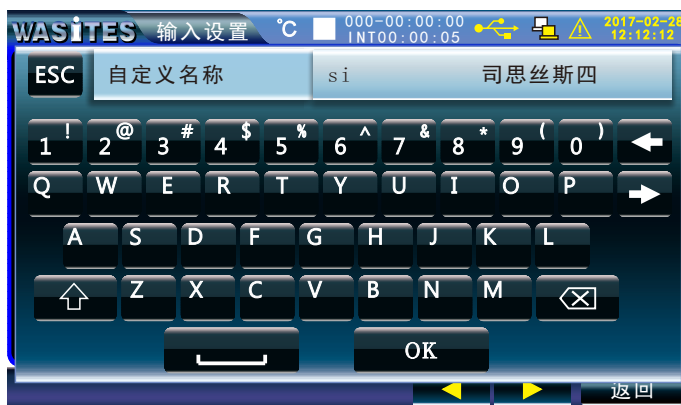 WASiTES 输入设置 ℃ 000-00:00:00 2017-02-28
INT00:00:05 12:12:12
ESC 自定义名称 si 司思丝斯四
! @ # $ % ^ & * ( )
1 2 3 4 5 6 7 8 9 0
Q W E R T Y U I O P
A S D F G H J K L
Z X C V B N M
OK
返回